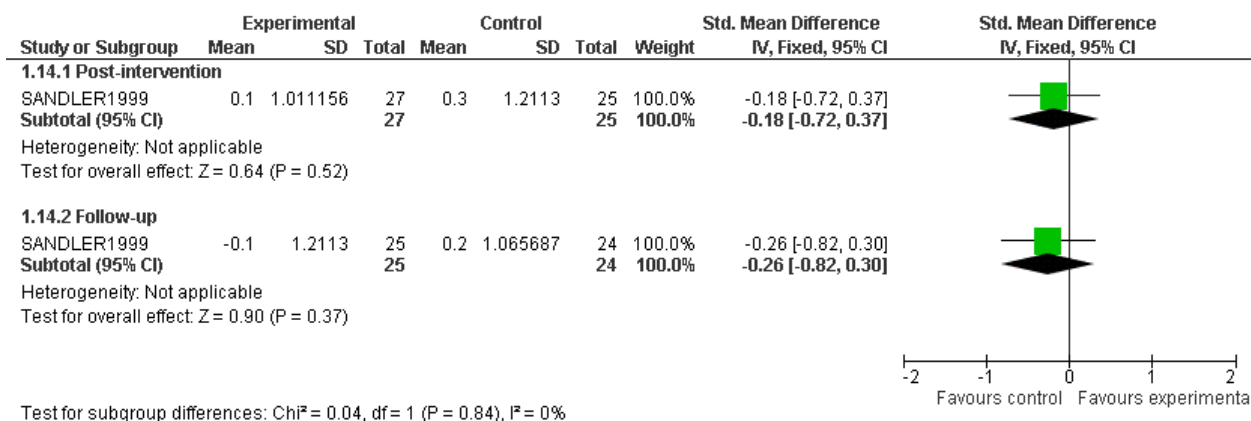 Experimental Control Std. Mean Difference Std. Mean Difference
Study or Subgroup Mean SD Total Mean SD Total Weight IV, Fixed, 95% CI IV, Fixed, 95% CI
1.14.1 Post-intervention
SANDLER1999 0.1 1.011156 27 0.3 1.2113 25 100.0% -0.18 [-0.72, 0.37]
Subtotal (95% CI) 27 25 100.0% -0.18 [-0.72, 0.37]
Heterogeneity: Not applicable
Test for overall effect: Z = 0.64 (P = 0.52)
1.14.2 Follow-up
SANDLER1999 -0.1 1.2113 25 0.2 1.065687 24 100.0% -0.26 [-0.82, 0.30]
Subtotal (95% CI) 25 24 100.0% -0.26 [-0.82, 0.30]
Heterogeneity: Not applicable
Test for overall effect: Z = 0.90 (P = 0.37)
-2 -1 0 1 2
Favours control Favours experimenta
Test for subgroup differences: Chi² = 0.04, df = 1 (P = 0.84), I² = 0%